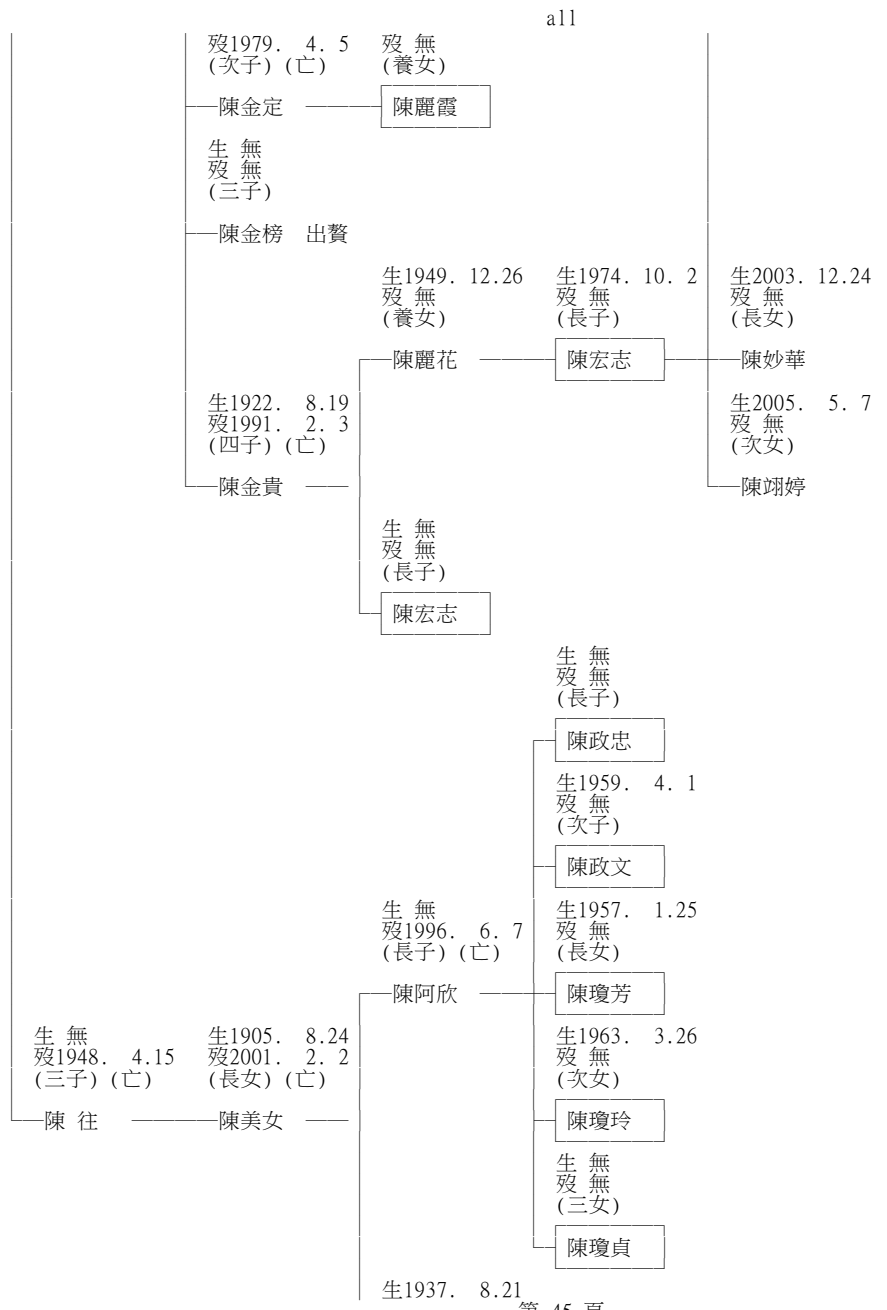 all
歿1979. 4. 5 歿 無
(次子)(亡) (養女)
陳金定 陳麗霞
生 無
歿 無
(三子)
陳金榜 出贅
生1949. 12.26 生1974. 10. 2 生2003. 12.24
歿 無 歿 無 歿 無
(養女) (長子) (長女)
陳麗花 陳宏志 陳妙華
生1922. 8.19 生2005. 5. 7
歿1991. 2. 3 歿 無
(四子)(亡) (次女)
陳金貴 陳翊婷
生 無
歿 無
(長子)
陳宏志
生 無
歿 無
(長子)
陳政忠
生1959. 4. 1
歿 無
(次子)
陳政文
生 無 生1957. 1.25
歿1996. 6. 7 歿 無
(長子)(亡) (長女)
陳阿欣 陳瓊芳
生 無 生1905. 8.24 生1963. 3.26
歿1948. 4.15 歿2001. 2. 2 歿 無
(三子)(亡) (長女)(亡) (次女)
陳 往 陳美女 陳瓊玲
生 無
歿 無
(三女)
陳瓊貞
生1937. 8.21
第 45 頁